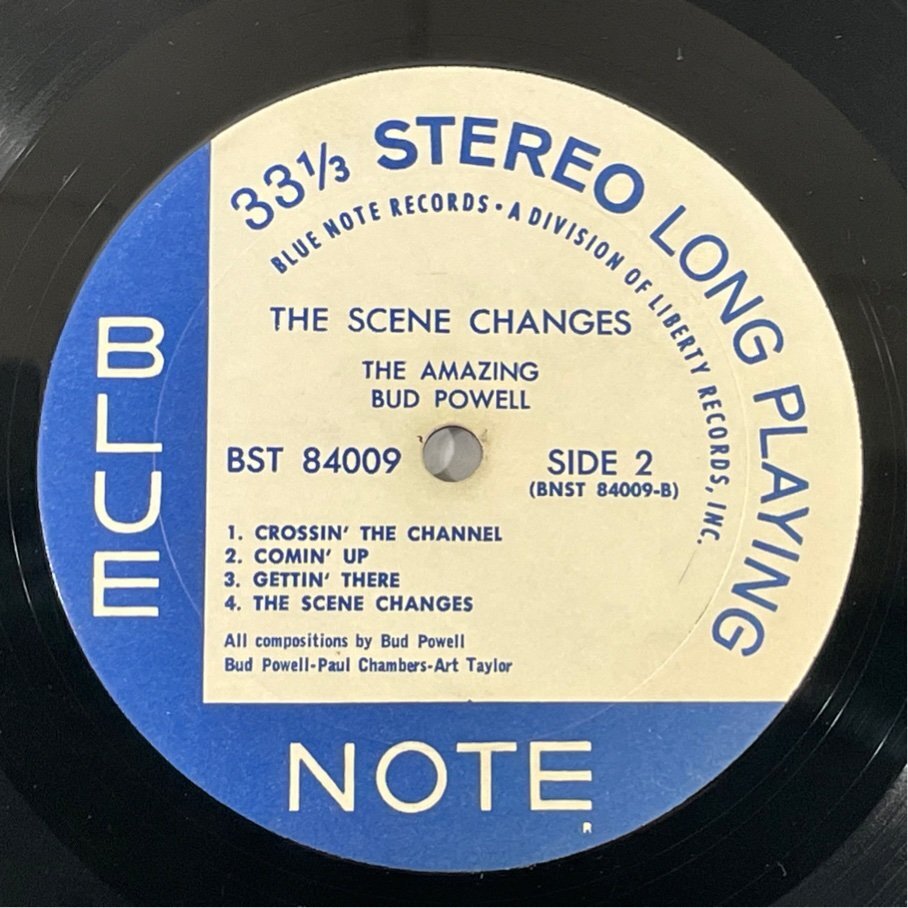 33⅓ STEREO LONG PLAYING
BLUE NOTE RECORDS • A DIVISION OF LIBERTY RECORDS, INC.
THE SCENE CHANGES
THE AMAZING
BUD POWELL
BST 84009
SIDE 2
(BNST 84009-B)
1. CROSSIN' THE CHANNEL
2. COMIN' UP
3. GETTIN' THERE
4. THE SCENE CHANGES
All compositions by Bud Powell
Bud Powell-Paul Chambers-Art Taylor
BLUE
NOTE
R